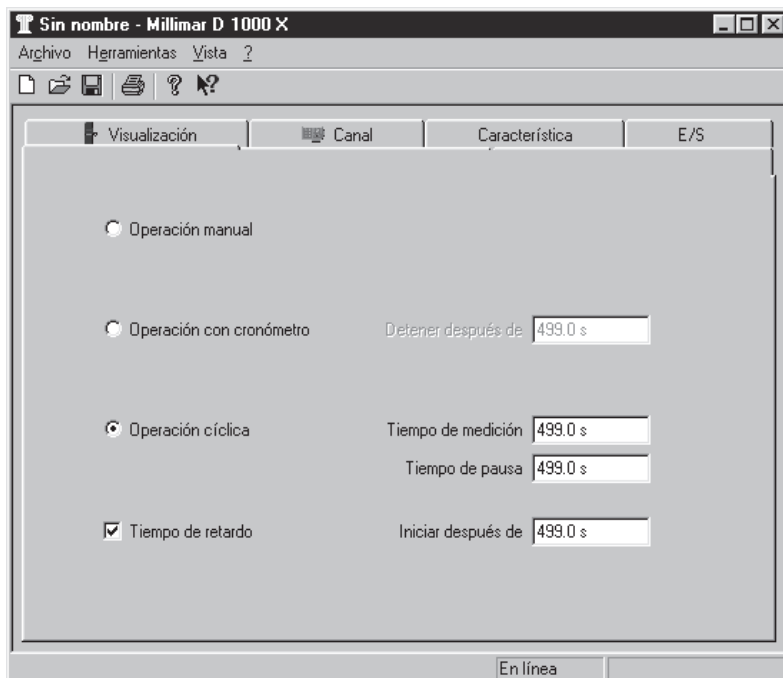 Sin nombre - Millimar D 1000 X
Archivo Herramientas Vista ?
Visualización Canal Característica E/S
Operación manual
Operación con cronómetro Detener después de 499.0 s
Operación cíclica Tiempo de medición 499.0 s
Tiempo de pausa 499.0 s
Tiempo de retardo Iniciar después de 499.0 s
En línea